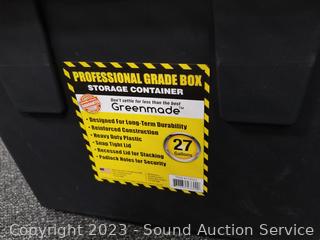 PROFESSIONAL GRADE BOX
STORAGE CONTAINER
Don't settle for less than the best
Greenmade™
• Designed For Long-Term Durability
• Reinforced Construction
• Heavy Duty Plastic
• Snap Tight Lid
• Recessed Lid for Stacking
• Padlock Holes for Security
27
Gallons
Copyright © 2023 - Sound Auction Service